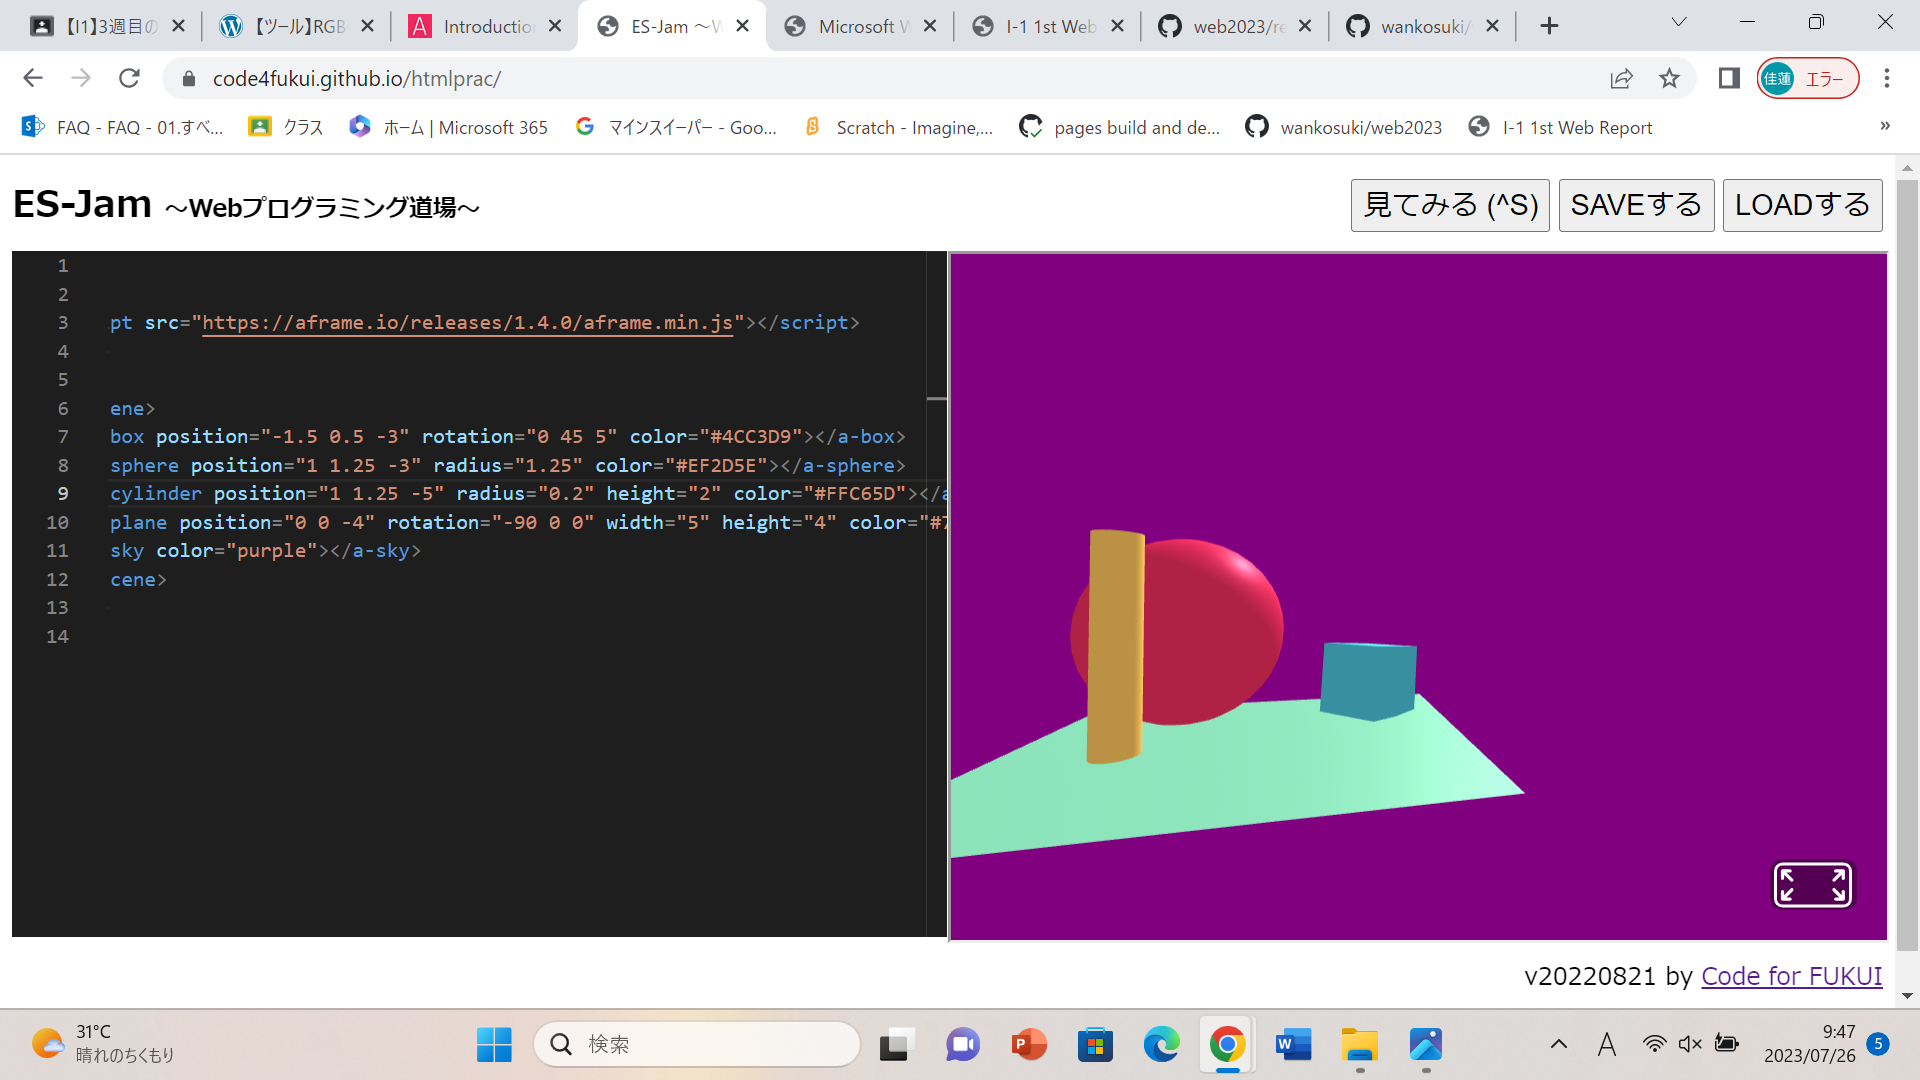 【I1】3週目の
【ツール】RGB
Introductio
ES-Jam ～W
Microsoft W
I-1 1st Web
web2023/re
wankosuki/
code4fukui.github.io/htmlprac/
佳蓮 エラー
FAQ - FAQ - 01.すべ...
クラス
ホーム | Microsoft 365
マインスイーパー - Goo...
Scratch - Imagine,...
pages build and de...
wankosuki/web2023
I-1 1st Web Report
»
ES-Jam ～Webプログラミング道場～
見てみる (^S)
SAVEする
LOADする
1
2
3 pt src="https://aframe.io/releases/1.4.0/aframe.min.js"></script>
4
5
6 ene>
7 box position="-1.5 0.5 -3" rotation="0 45 5" color="#4CC3D9"></a-box>
8 sphere position="1 1.25 -3" radius="1.25" color="#EF2D5E"></a-sphere>
9 cylinder position="1 1.25 -5" radius="0.2" height="2" color="#FFC65D"></a
10 plane position="0 0 -4" rotation="-90 0 0" width="5" height="4" color="#7
11 sky color="purple"></a-sky>
12 cene>
13
14
v20220821 by Code for FUKUI
31°C
晴れのちくもり
検索
A
9:47
2023/07/26
5